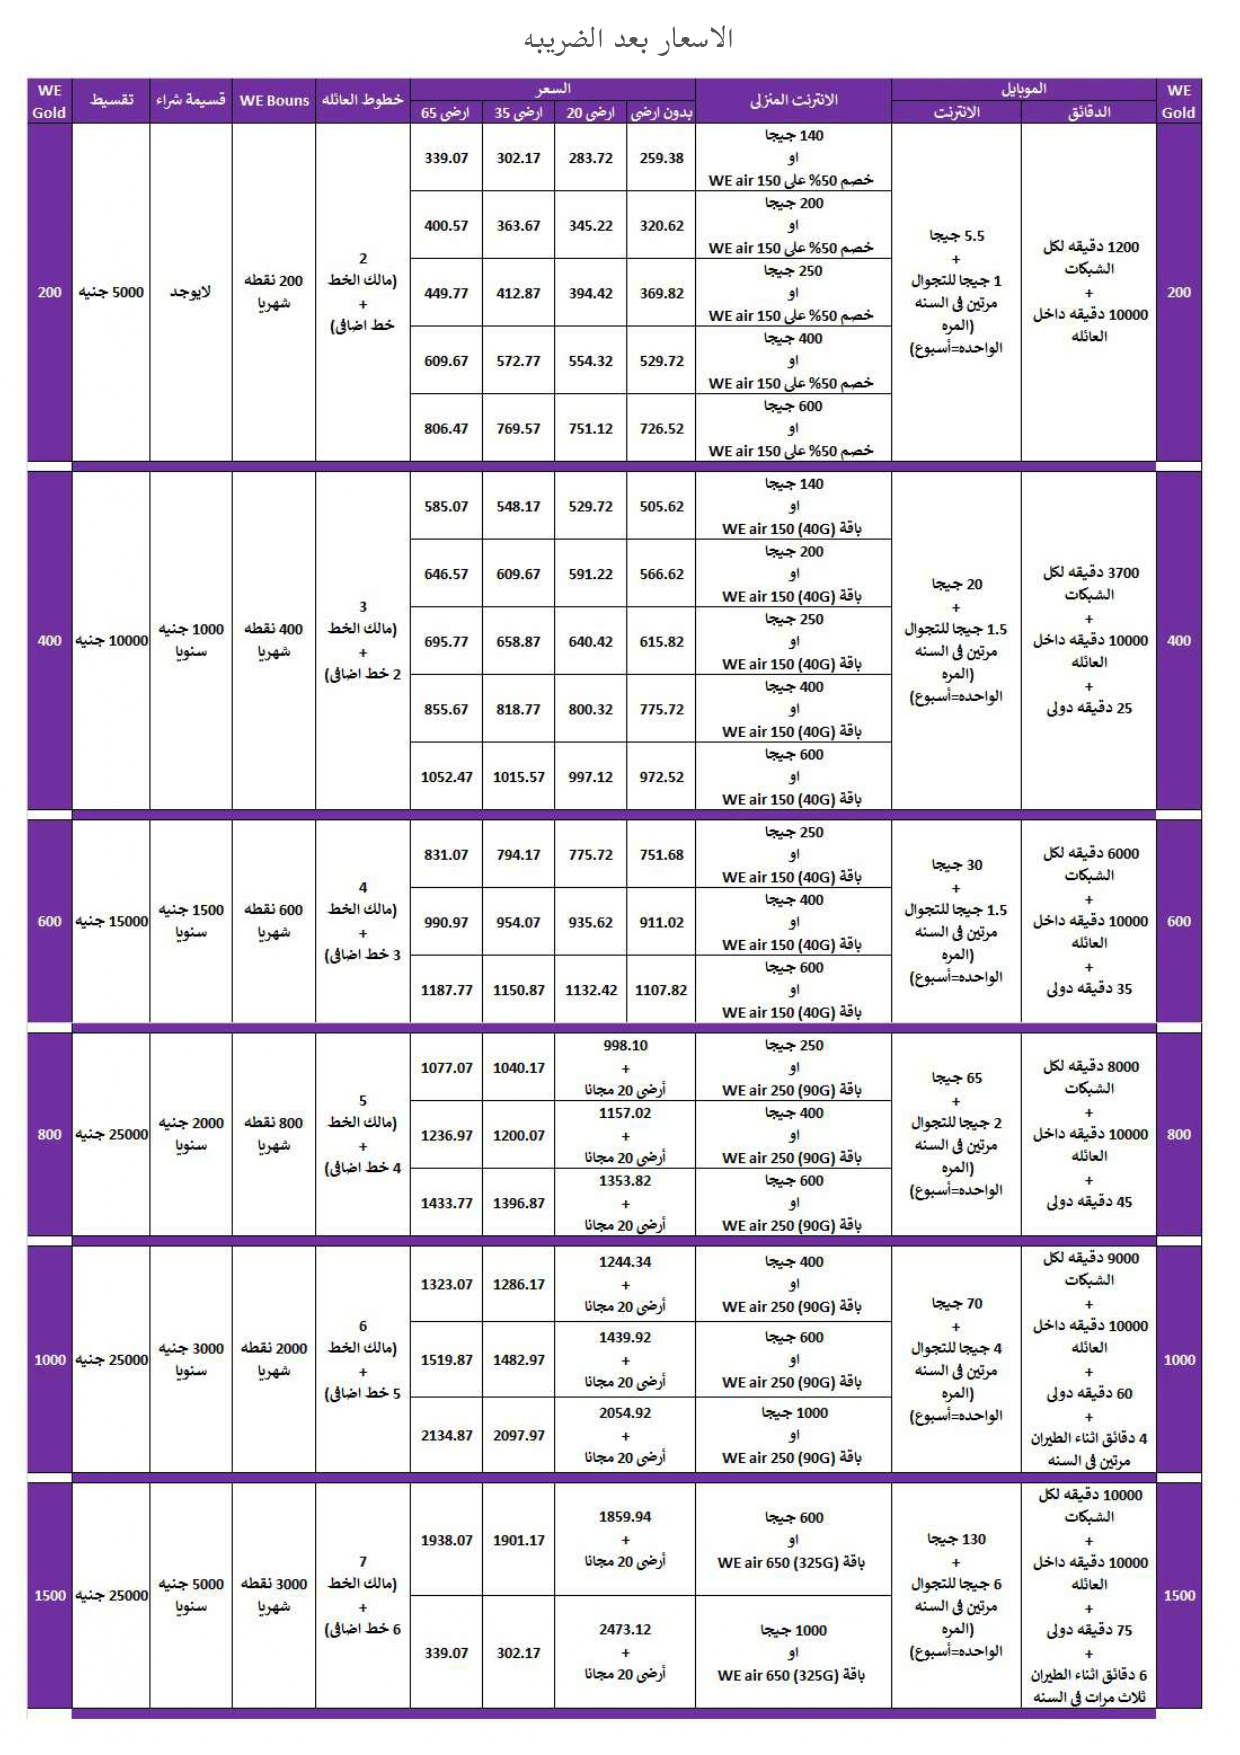 الاسعار بعد الضريبه
WE Gold
الموبايل
الدقائق
الانترنت
الانترنت المنزلى
السعر
بدون ارضى
ارضى 20
ارضى 35
ارضى 65
خطوط العائله
WE Bouns
قسيمة شراء
تقسيط
WE Gold
200
1200 دقيقه لكل
الشبكات
+
10000 دقيقه داخل
العائله
5.5 جيجا
+
1 جيجا للتجوال
مرتين فى السنه
(المره
الواحده=أسبوع)
140 جيجا
او
خصم 50% على WE air 150
259.38
283.72
302.17
339.07
200 جيجا
او
خصم 50% على WE air 150
320.62
345.22
363.67
400.57
250 جيجا
او
خصم 50% على WE air 150
369.82
394.42
412.87
449.77
400 جيجا
او
خصم 50% على WE air 150
529.72
554.32
572.77
609.67
600 جيجا
او
خصم 50% على WE air 150
726.52
751.12
769.57
806.47
2
(مالك الخط
+
خط اضافى)
200 نقطه
شهريا
لايوجد
5000 جنيه
200
400
3700 دقيقه لكل
الشبكات
+
10000 دقيقه داخل
العائله
+
25 دقيقه دولى
20 جيجا
+
1.5 جيجا للتجوال
مرتين فى السنه
(المره
الواحده=أسبوع)
140 جيجا
او
باقة WE air 150 (40G)
505.62
529.72
548.17
585.07
200 جيجا
او
باقة WE air 150 (40G)
566.62
591.22
609.67
646.57
250 جيجا
او
باقة WE air 150 (40G)
615.82
640.42
658.87
695.77
400 جيجا
او
باقة WE air 150 (40G)
775.72
800.32
818.77
855.67
600 جيجا
او
باقة WE air 150 (40G)
972.52
997.12
1015.57
1052.47
3
(مالك الخط
+
2 خط اضافى)
400 نقطه
شهريا
1000 جنيه
سنويا
10000 جنيه
400
600
6000 دقيقه لكل
الشبكات
+
10000 دقيقه داخل
العائله
+
35 دقيقه دولى
30 جيجا
+
1.5 جيجا للتجوال
مرتين فى السنه
(المره
الواحده=أسبوع)
250 جيجا
او
باقة WE air 150 (40G)
751.68
775.72
794.17
831.07
400 جيجا
او
باقة WE air 150 (40G)
911.02
935.62
954.07
990.97
600 جيجا
او
باقة WE air 150 (40G)
1107.82
1132.42
1150.87
1187.77
4
(مالك الخط
+
3 خط اضافى)
600 نقطه
شهريا
1500 جنيه
سنويا
15000 جنيه
600
800
8000 دقيقه لكل
الشبكات
+
10000 دقيقه داخل
العائله
+
45 دقيقه دولى
65 جيجا
+
2 جيجا للتجوال
مرتين فى السنه
(المره
الواحده=أسبوع)
250 جيجا
او
باقة WE air 250 (90G)
998.10
+
أرضى 20 مجانا
1040.17
1077.07
400 جيجا
او
باقة WE air 250 (90G)
1157.02
+
أرضى 20 مجانا
1200.07
1236.97
600 جيجا
او
باقة WE air 250 (90G)
1353.82
+
أرضى 20 مجانا
1396.87
1433.77
5
(مالك الخط
+
4 خط اضافى)
800 نقطه
شهريا
2000 جنيه
سنويا
25000 جنيه
800
1000
9000 دقيقه لكل
الشبكات
+
10000 دقيقه داخل
العائله
+
60 دقيقه دولى
+
4 دقائق اثناء الطيران
مرتين فى السنه
70 جيجا
+
4 جيجا للتجوال
مرتين فى السنه
(المره
الواحده=أسبوع)
400 جيجا
او
باقة WE air 250 (90G)
1244.34
+
أرضى 20 مجانا
1286.17
1323.07
600 جيجا
او
باقة WE air 250 (90G)
1439.92
+
أرضى 20 مجانا
1482.97
1519.87
1000 جيجا
او
باقة WE air 250 (90G)
2054.92
+
أرضى 20 مجانا
2097.97
2134.87
6
(مالك الخط
+
5 خط اضافى)
2000 نقطه
شهريا
3000 جنيه
سنويا
25000 جنيه
1000
1500
10000 دقيقه لكل
الشبكات
+
10000 دقيقه داخل
العائله
+
75 دقيقه دولى
+
6 دقائق اثناء الطيران
ثلاث مرات فى السنه
130 جيجا
+
6 جيجا للتجوال
مرتين فى السنه
(المره
الواحده=أسبوع)
600 جيجا
او
باقة WE air 650 (325G)
1859.94
+
أرضى 20 مجانا
1901.17
1938.07
1000 جيجا
او
باقة WE air 650 (325G)
2473.12
+
أرضى 20 مجانا
302.17
339.07
7
(مالك الخط
+
6 خط اضافى)
3000 نقطه
شهريا
5000 جنيه
سنويا
25000 جنيه
1500